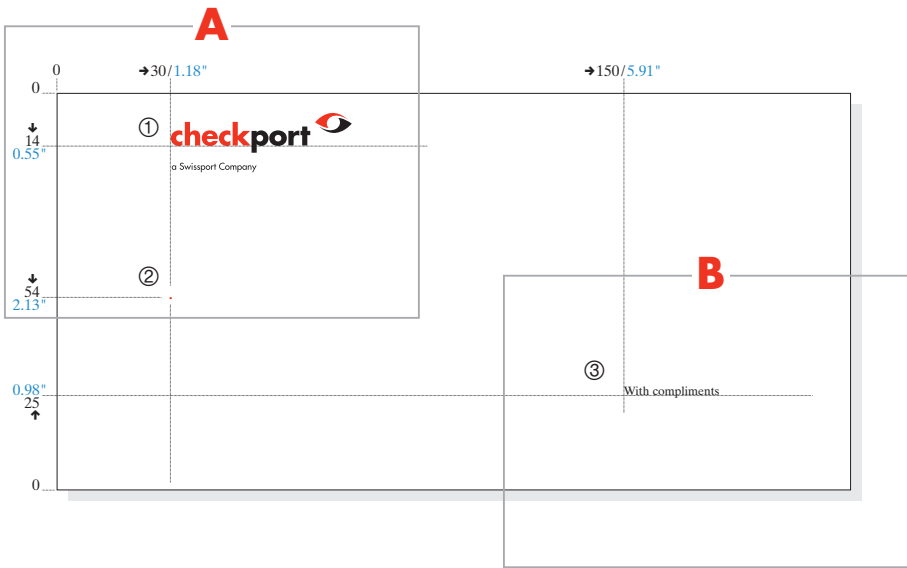 A
0 ➔30/1.18" ➔150/5.91"
0
① checkport
14
0.55"
a Swissport Company
②
54
2.13"
B
③
0.98" With compliments
25
0